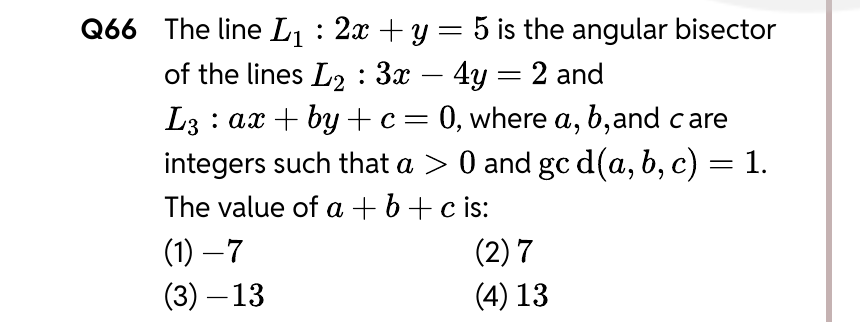 Q66 The line L₁ : 2x + y = 5 is the angular bisector
of the lines L₂ : 3x − 4y = 2 and
L₃ : ax + by + c = 0, where a, b,and c are
integers such that a > 0 and gc d(a, b, c) = 1.
The value of a + b + c is:
(1) −7 (2) 7
(3) −13 (4) 13